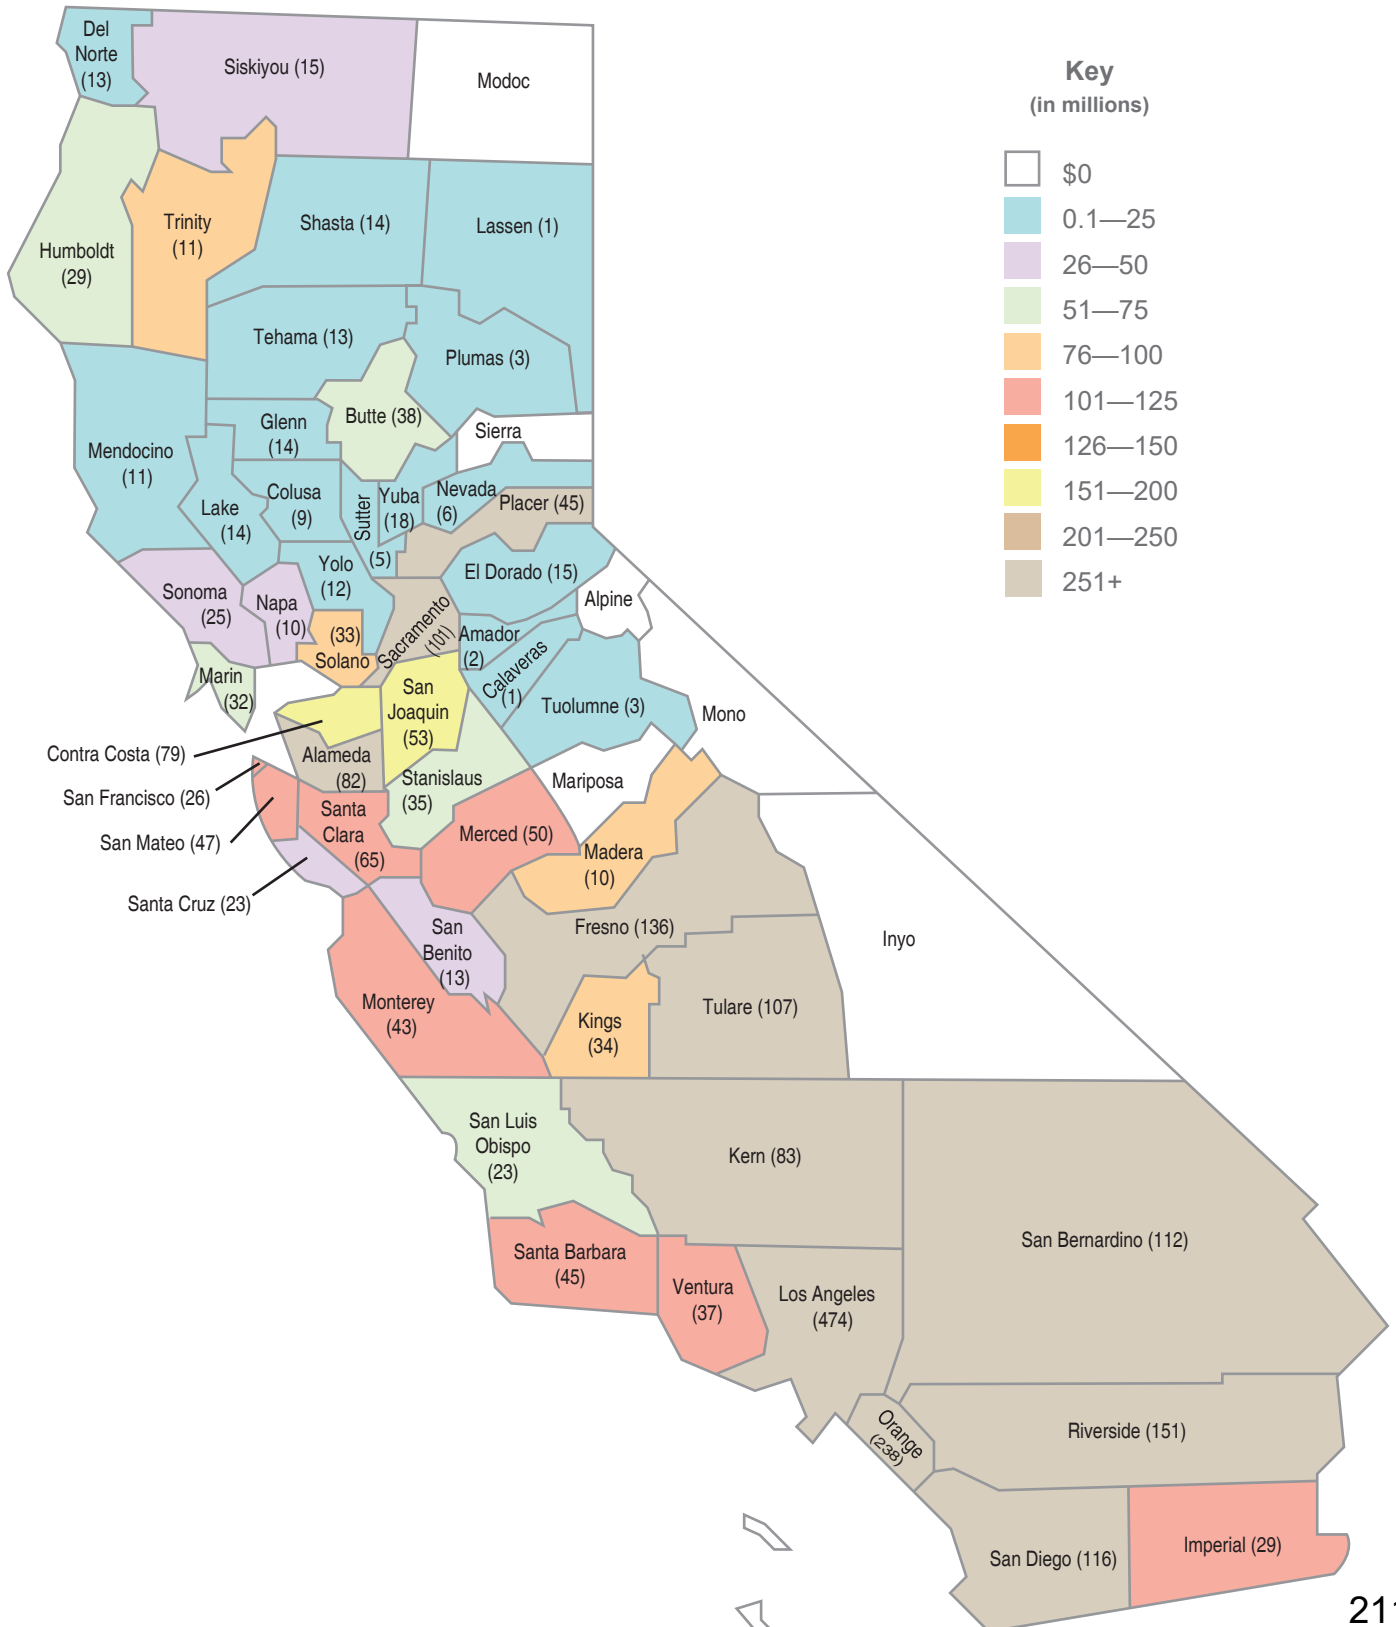 Del
Norte
(13)
Siskiyou (15)
Modoc
Key
(in millions)
$0
0.1—25
26—50
51—75
76—100
101—125
126—150
151—200
201—250
251+
Humboldt
(29)
Trinity
(11)
Shasta (14)
Lassen (1)
Tehama (13)
Plumas (3)
Butte (38)
Glenn
(14)
Sierra
Mendocino
(11)
Lake
(14)
Colusa
(9)
Sutter
(5)
Yuba
(18)
Nevada
(6)
Placer (45)
Yolo
(12)
El Dorado (15)
Alpine
Sonoma
(25)
Napa
(10)
(33)
Solano
Sacramento
(101)
Amador
(2)
Calaveras
(1)
Tuolumne (3)
Mono
Marin
(32)
San
Joaquin
(53)
Contra Costa (79)
Alameda
(82)
Stanislaus
(35)
Mariposa
San Francisco (26)
San Mateo (47)
Santa
Clara
(65)
Merced (50)
Madera
(10)
Santa Cruz (23)
San
Benito
(13)
Fresno (136)
Inyo
Monterey
(43)
Kings
(34)
Tulare (107)
San Luis
Obispo
(23)
Kern (83)
San Bernardino (112)
Santa Barbara
(45)
Ventura
(37)
Los Angeles
(474)
Orange
(238)
Riverside (151)
San Diego (116)
Imperial (29)
211